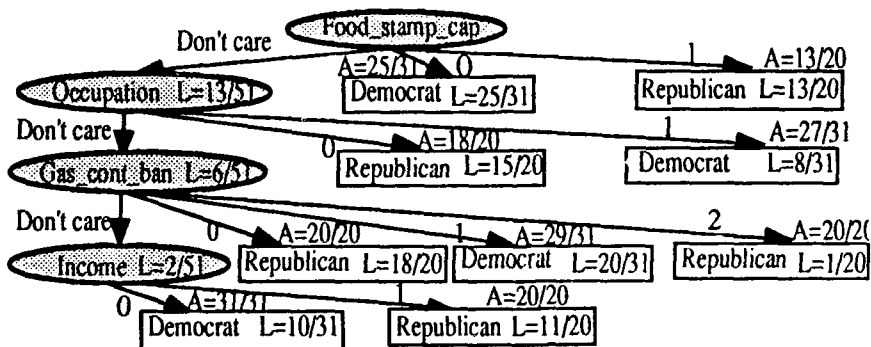 Food_stamp_cap
Don't care
A=25/31 0
1 A=13/20
Occupation L=13/51
Democrat L=25/31
Republican L=13/20
Don't care
0 A=18/20
1 A=27/31
Republican L=15/20
Democrat L=8/31
Gas_cont_ban L=6/51
Don't care
0 A=20/20
1 A=29/31
2 A=20/20
Income L=2/51
Republican L=18/20
Democrat L=20/31
Republican L=1/20
0 A=31/31
1 A=20/20
Democrat L=10/31
Republican L=11/20